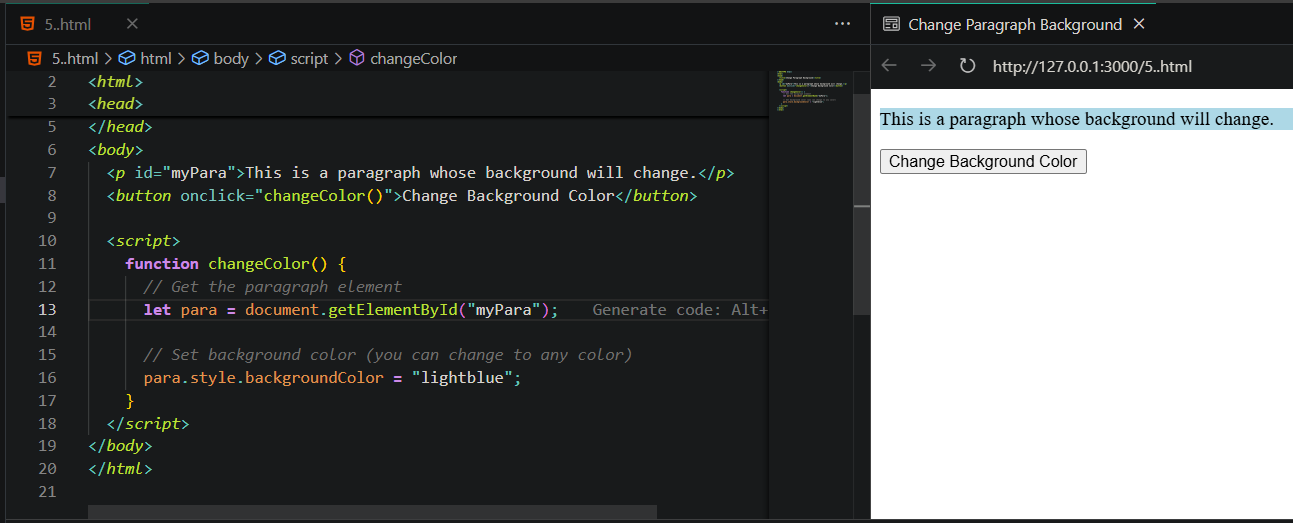 5..html
Change Paragraph Background
5..html > html > body > script > changeColor
http://127.0.0.1:3000/5..html
2 <html>
3 <head>
5 </head>
6 <body>
7 <p id="myPara">This is a paragraph whose background will change.</p>
8 <button onclick="changeColor()">Change Background Color</button>
9
10 <script>
11 function changeColor() {
12 // Get the paragraph element
13 let para = document.getElementById("myPara"); Generate code: Alt+
14
15 // Set background color (you can change to any color)
16 para.style.backgroundColor = "lightblue";
17 }
18 </script>
19 </body>
20 </html>
21
This is a paragraph whose background will change.
Change Background Color